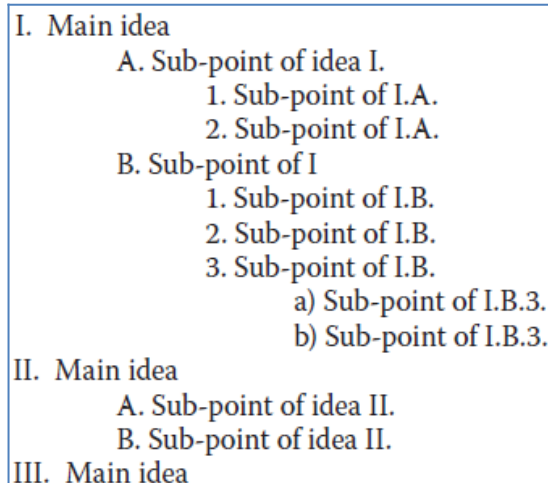 I. Main idea
A. Sub-point of idea I.
1. Sub-point of I.A.
2. Sub-point of I.A.
B. Sub-point of I
1. Sub-point of I.B.
2. Sub-point of I.B.
3. Sub-point of I.B.
a) Sub-point of I.B.3.
b) Sub-point of I.B.3.
II. Main idea
A. Sub-point of idea II.
B. Sub-point of idea II.
III. Main idea